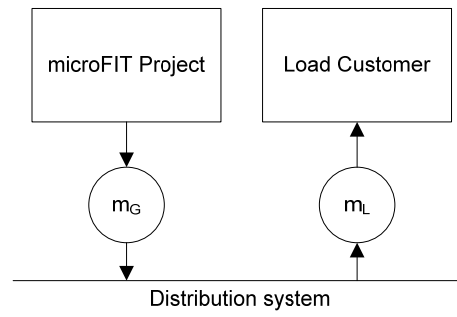 microFIT Project
Load Customer
mG
mL
Distribution system